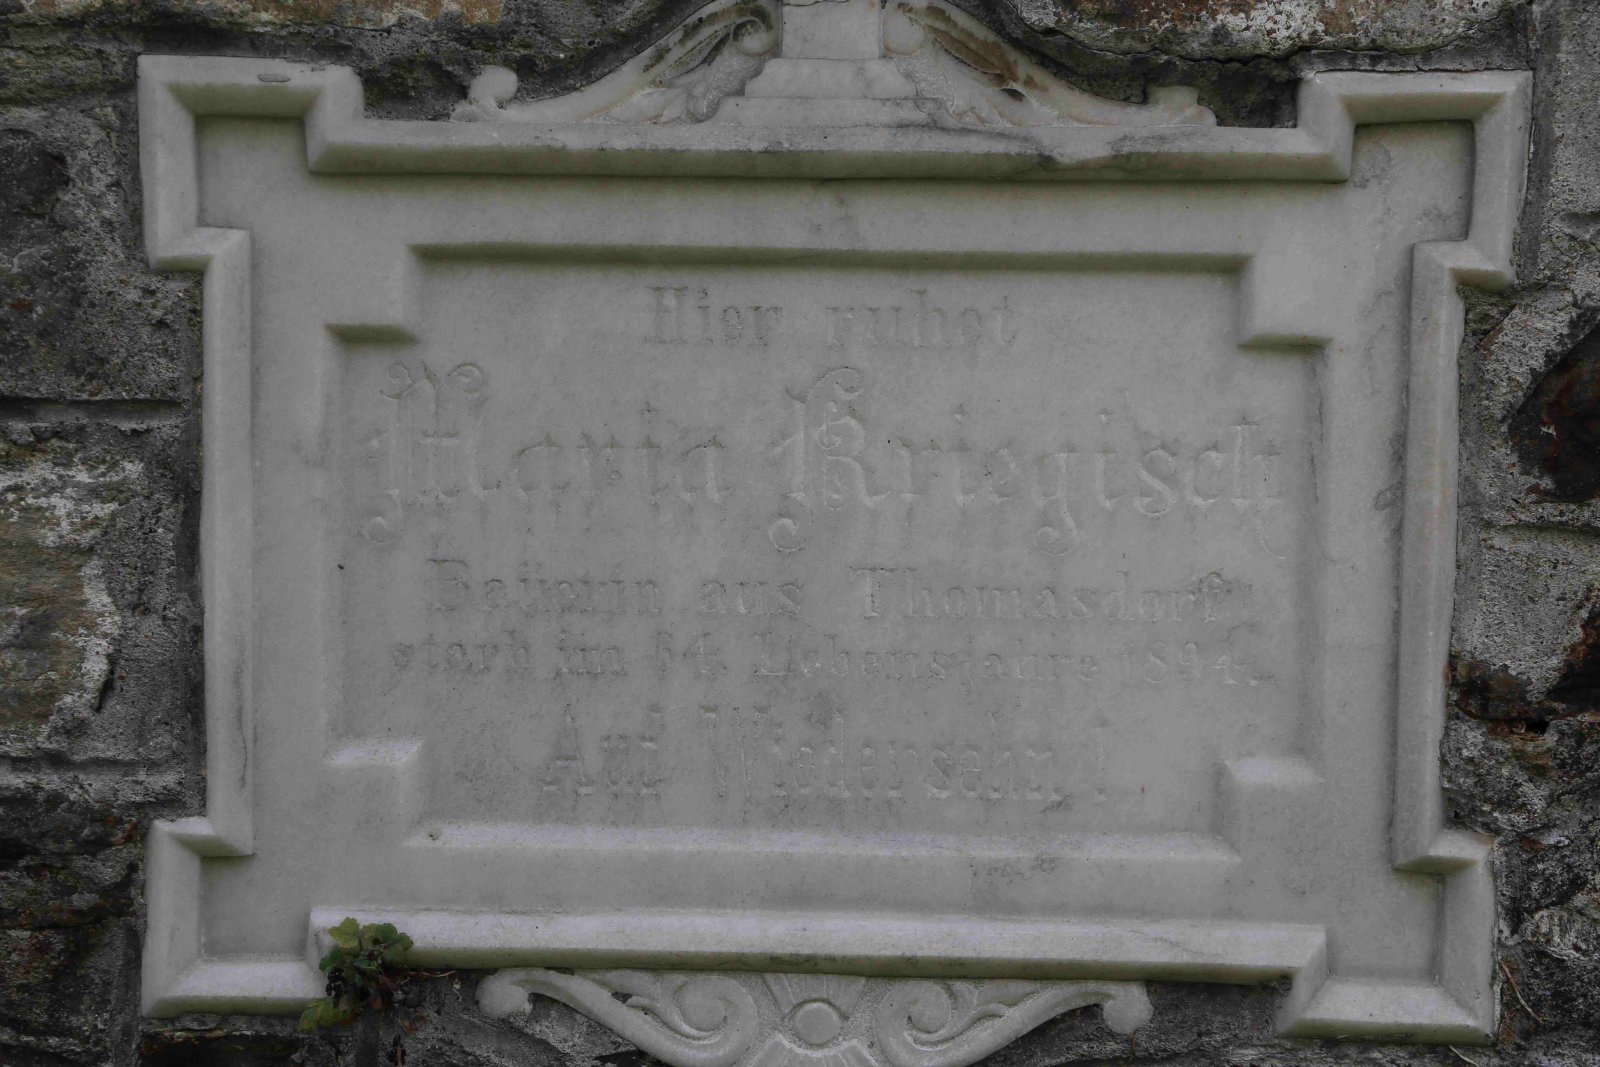 Hier ruhet
Maria Kriegisch
Bäuerin aus Thomasdorf
starb im 64. Lebensjahre 1894.
Auf Wiedersehn!